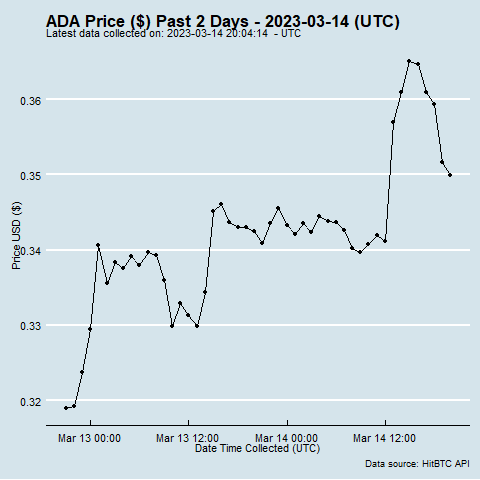 ADA Price ($) Past 2 Days - 2023-03-14 (UTC)
Latest data collected on: 2023-03-14 20:04:14 - UTC
0.36
0.35
0.34
0.33
0.32
Price USD ($)
Mar 13 00:00 Mar 13 12:00 Mar 14 00:00 Mar 14 12:00
Date Time Collected (UTC)
Data source: HitBTC API